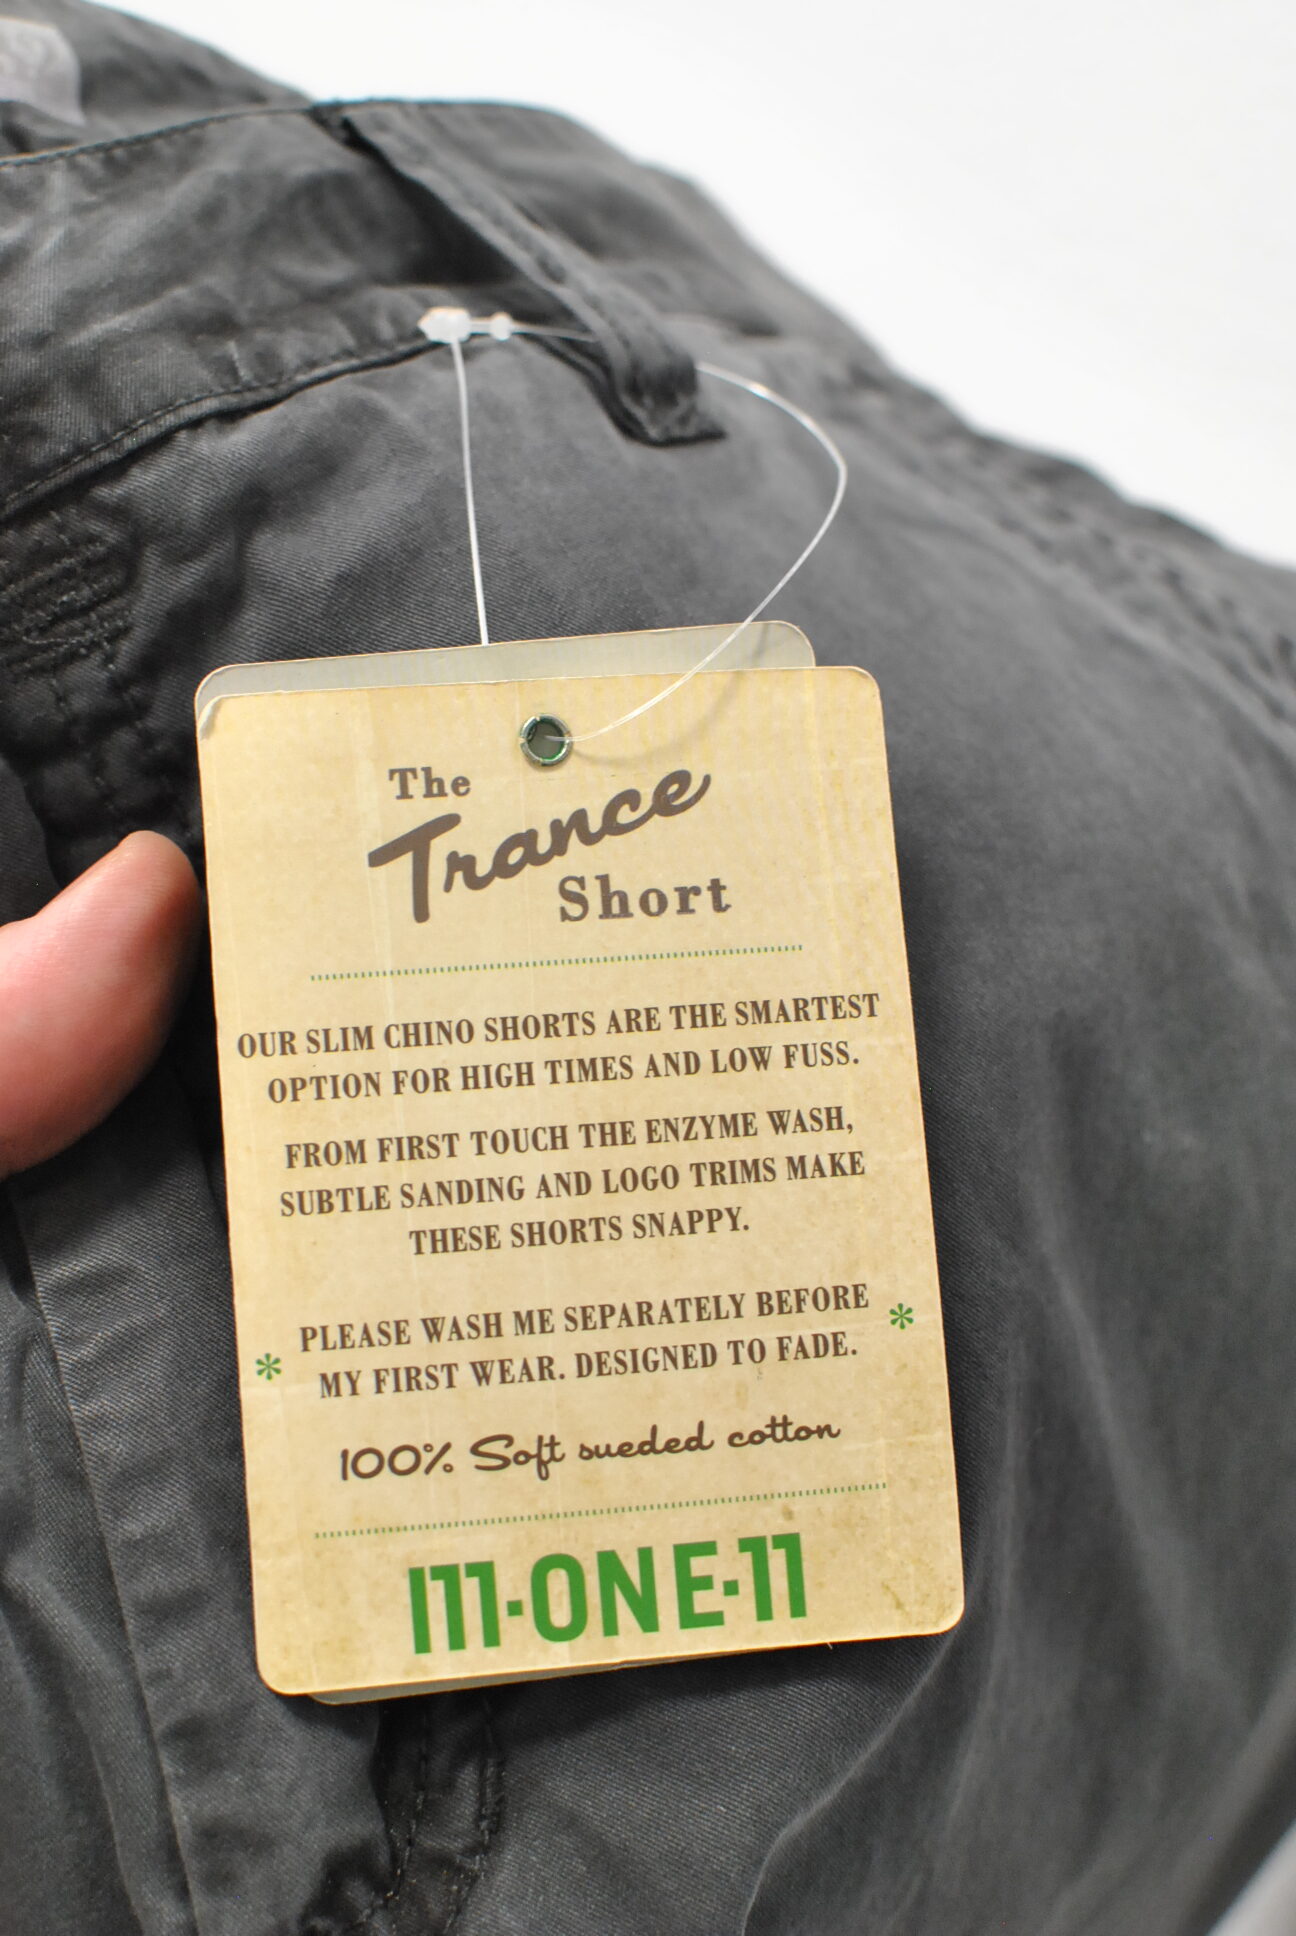 The
Trance
Short
OUR SLIM CHINO SHORTS ARE THE SMARTEST
OPTION FOR HIGH TIMES AND LOW FUSS.
FROM FIRST TOUCH THE ENZYME WASH,
SUBTLE SANDING AND LOGO TRIMS MAKE
THESE SHORTS SNAPPY.
* PLEASE WASH ME SEPARATELY BEFORE *
MY FIRST WEAR. DESIGNED TO FADE.
100% Soft sueded cotton
111·ONE·11